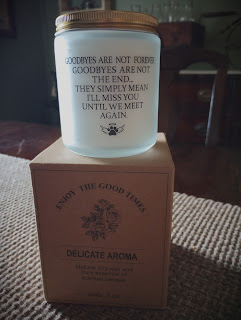 GOODBYES ARE NOT FOREVER,
GOODBYES ARE NOT
THE END..
THEY SIMPLY MEAN
I'LL MISS YOU
UNTIL WE MEET
AGAIN.
ENJOY THE GOOD TIMES
DELICATE AROMA